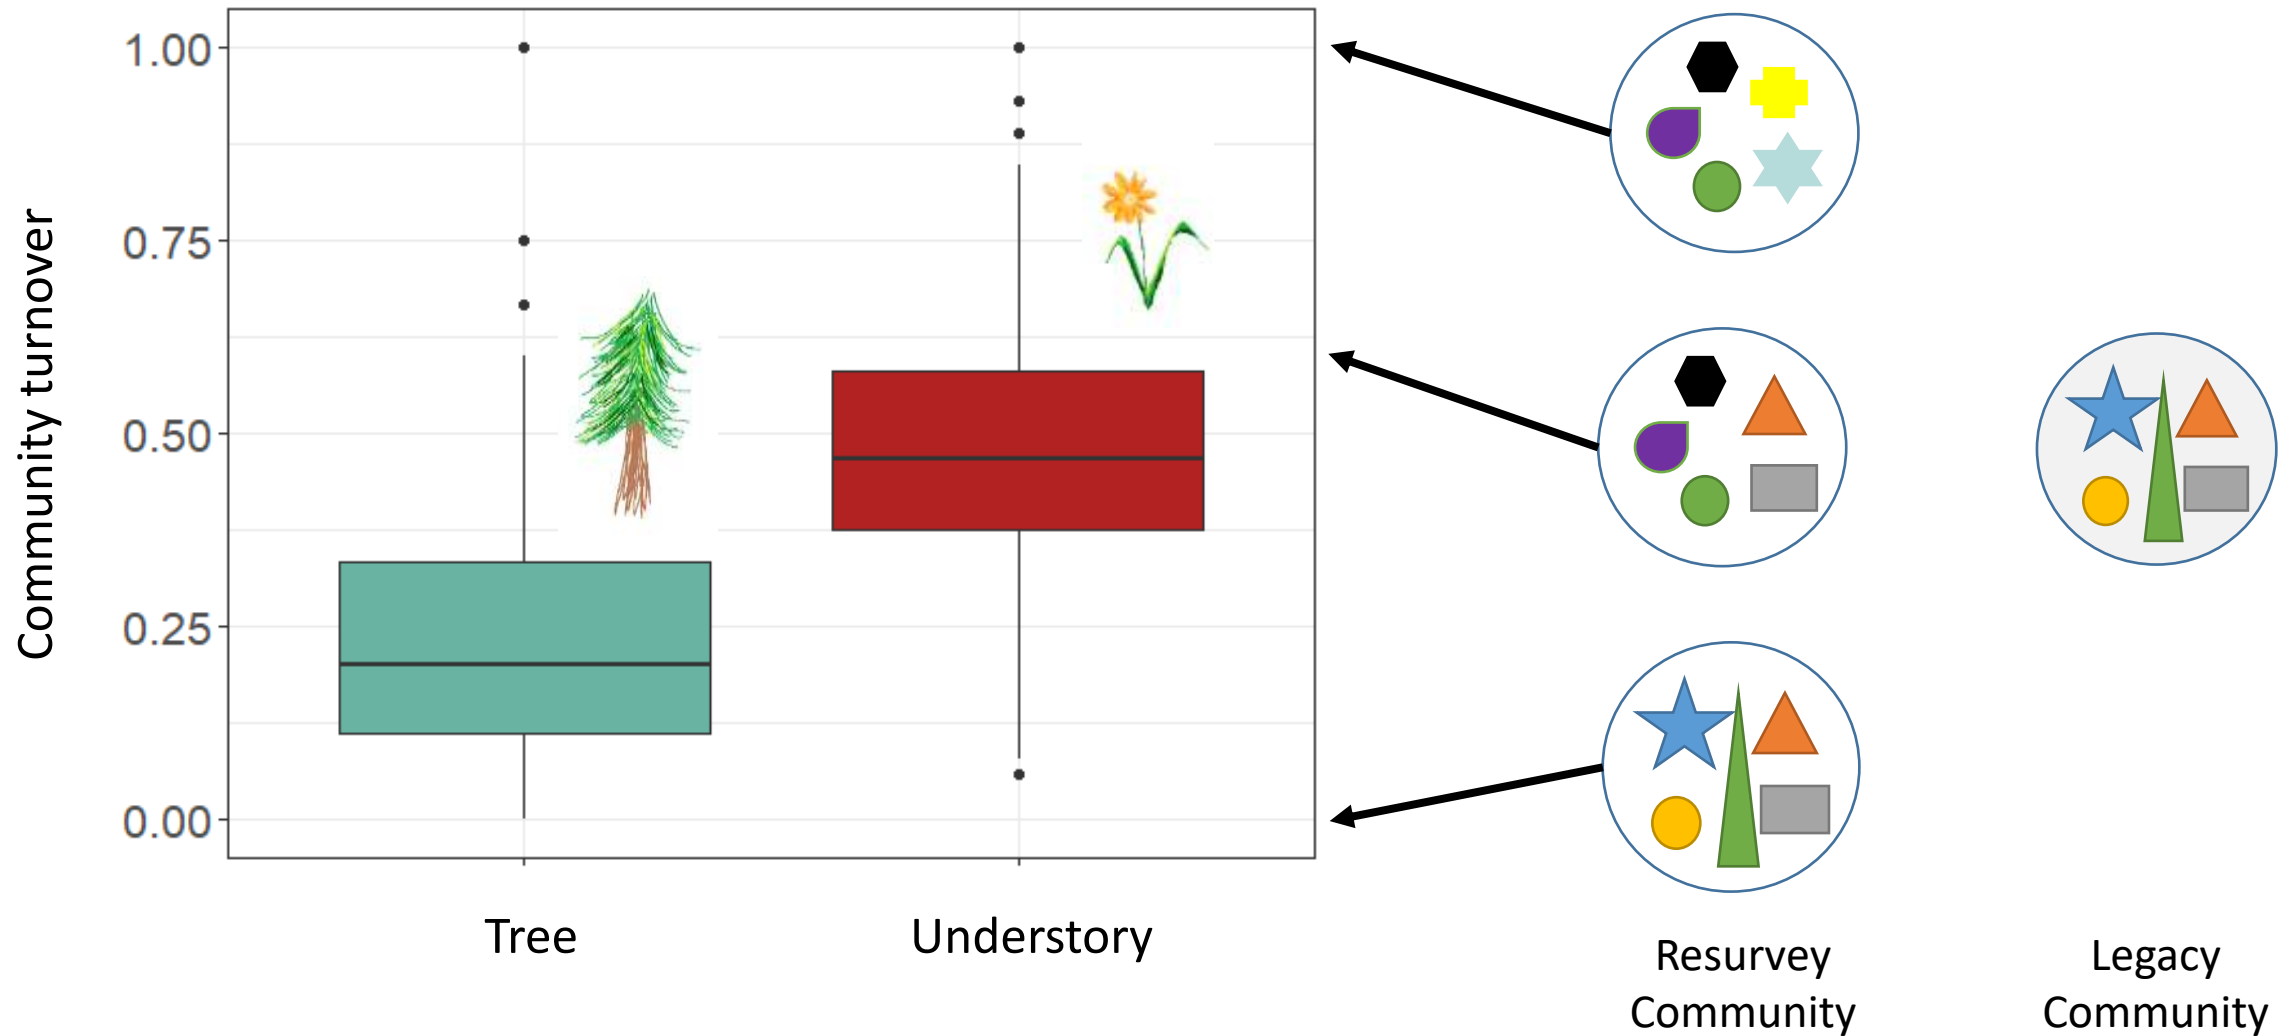 Community turnover
1.00
0.75
0.50
0.25
0.00
Tree
Understory
Resurvey
Community
Legacy
Community